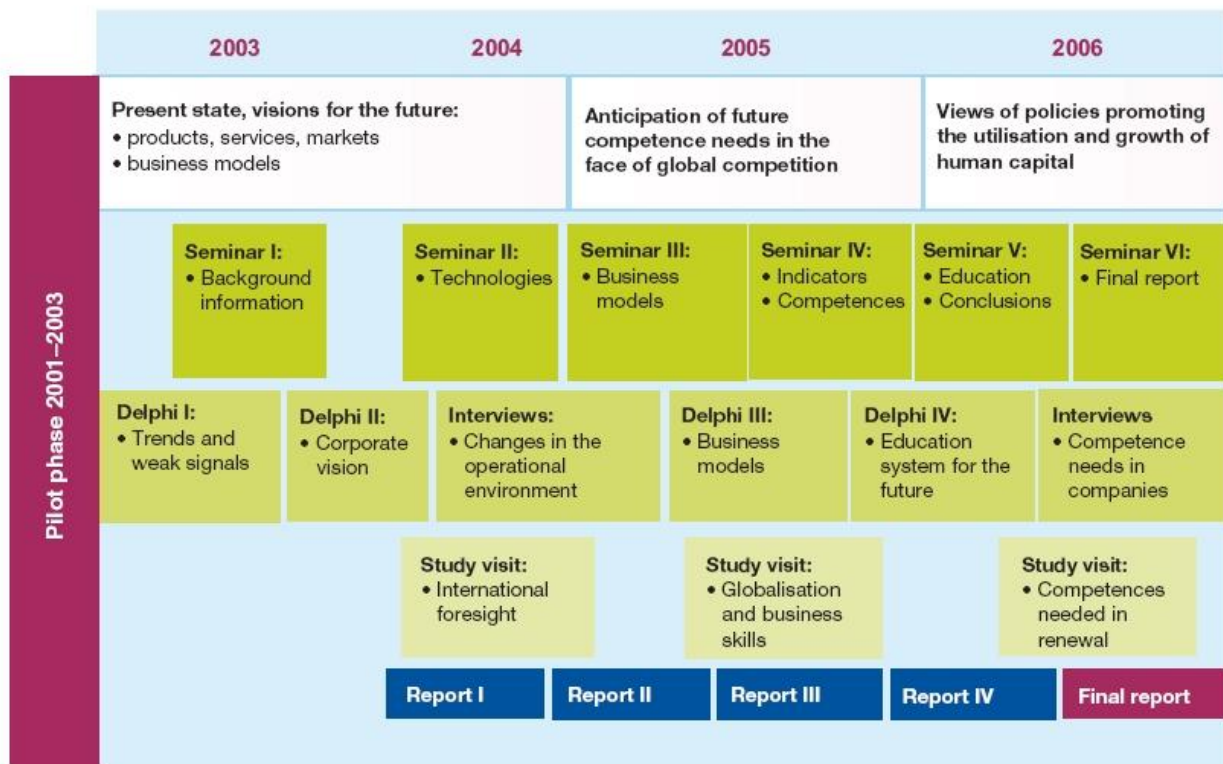 2003
2004
2005
2006
Pilot phase 2001–2003
Present state, visions for the future:
• products, services, markets
• business models
Anticipation of future
competence needs in the
face of global competition
Views of policies promoting
the utilisation and growth of
human capital
Seminar I:
• Background
information
Seminar II:
• Technologies
Seminar III:
• Business
models
Seminar IV:
• Indicators
• Competences
Seminar V:
• Education
• Conclusions
Seminar VI:
• Final report
Delphi I:
• Trends and
weak signals
Delphi II:
• Corporate
vision
Interviews:
• Changes in the
operational
environment
Delphi III:
• Business
models
Delphi IV:
• Education
system for the
future
Interviews
• Competence
needs in
companies
Study visit:
• International
foresight
Study visit:
• Globalisation
and business
skills
Study visit:
• Competences
needed in
renewal
Report I
Report II
Report III
Report IV
Final report